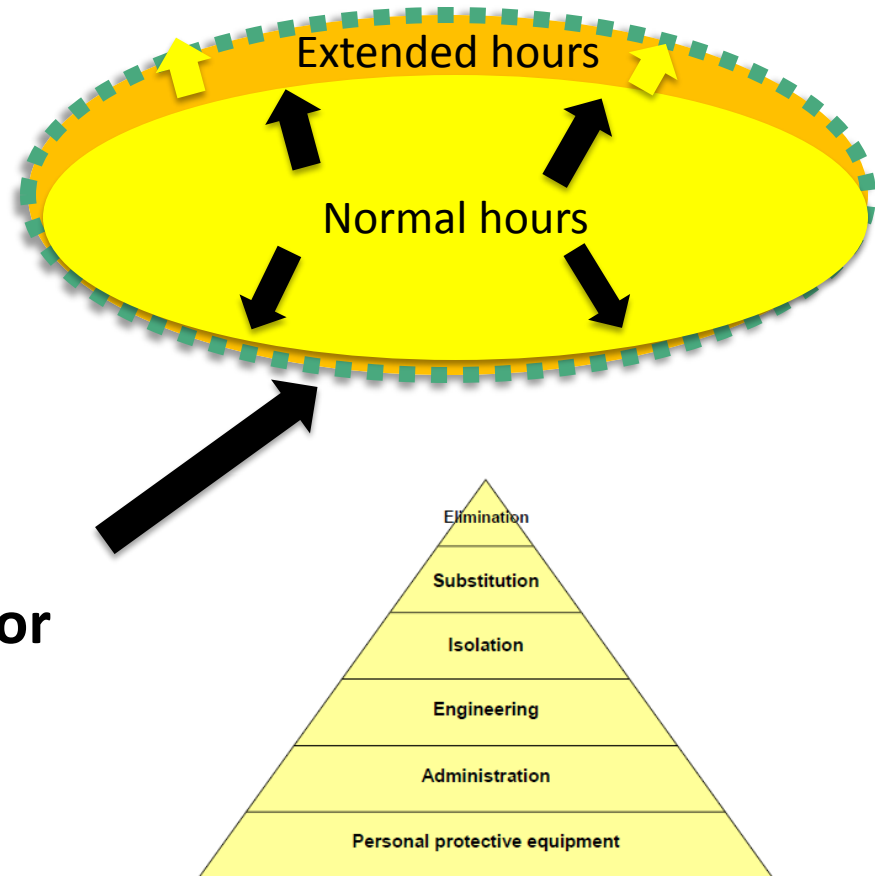 Extended hours
Normal hours
Elimination
Substitution
or
Isolation
Engineering
Administration
Personal protective equipment